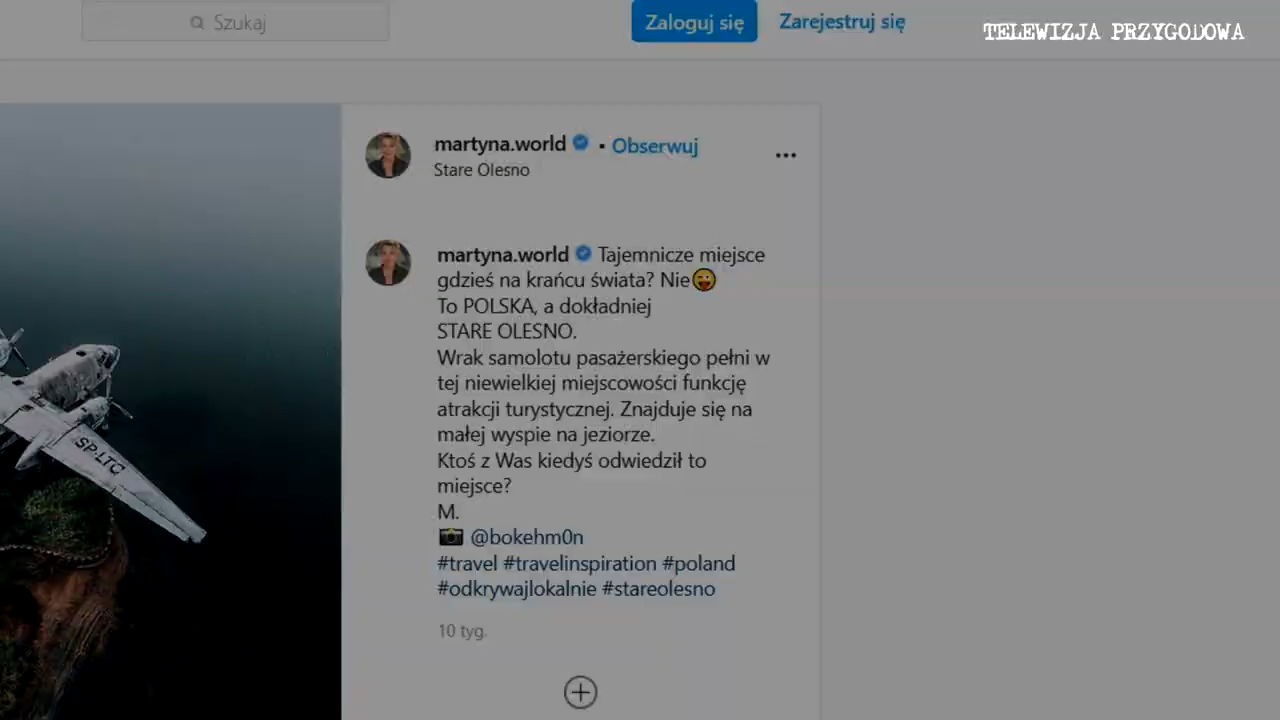 Szukaj
Zaloguj się
Zarejestruj się
TELEWIZJA PRZYGODOWA
martyna.world • Obserwuj
Stare Olesno
martyna.world Tajemnicze miejsce
gdzieś na krańcu świata? Nie😜
To POLSKA, a dokładniej
STARE OLESNO.
Wrak samolotu pasażerskiego pełni w
tej niewielkiej miejscowości funkcję
atrakcji turystycznej. Znajduje się na
małej wyspie na jeziorze.
Ktoś z Was kiedyś odwiedził to
miejsce?
M.
📷 @bokehm0n
#travel #travelinspiration #poland
#odkrywajlokalnie #stareolesno
10 tyg.
SP-LTC